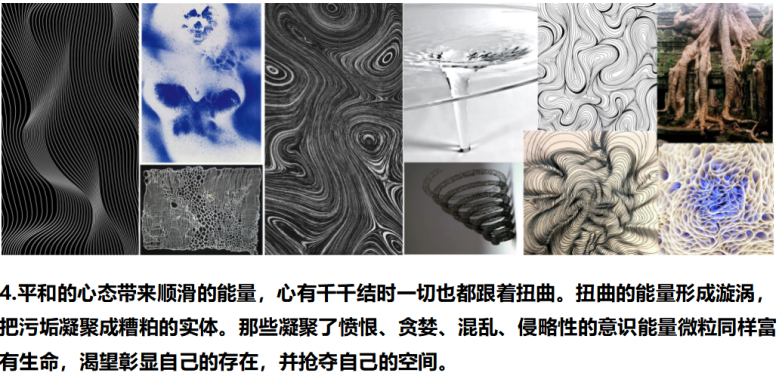 4.平和的心态带来顺滑的能量，心有千千结时一切也都跟着扭曲。扭曲的能量形成漩涡，
把污垢凝聚成糟粕的实体。那些凝聚了愤恨、贪婪、混乱、侵略性的意识能量微粒同样富
有生命，渴望彰显自己的存在，并抢夺自己的空间。